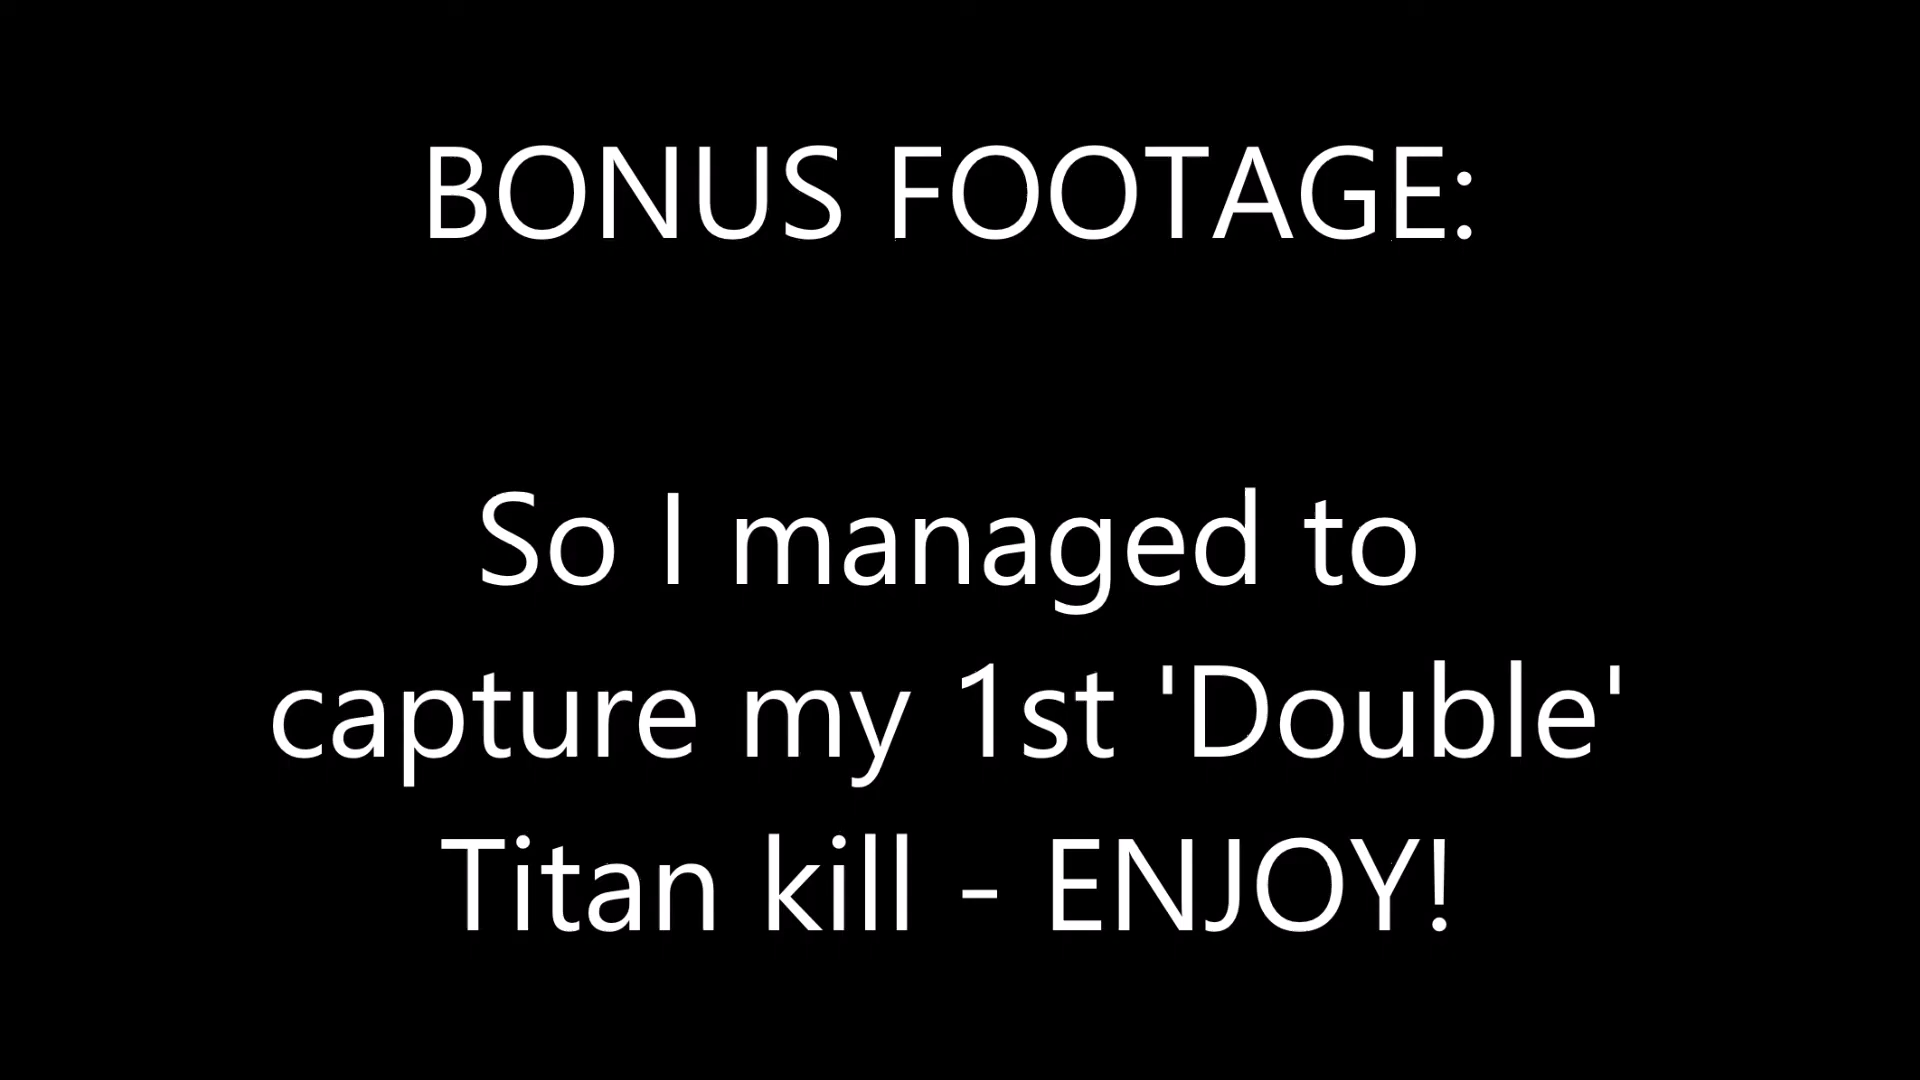 BONUS FOOTAGE:
So I managed to
capture my 1st 'Double'
Titan kill - ENJOY!